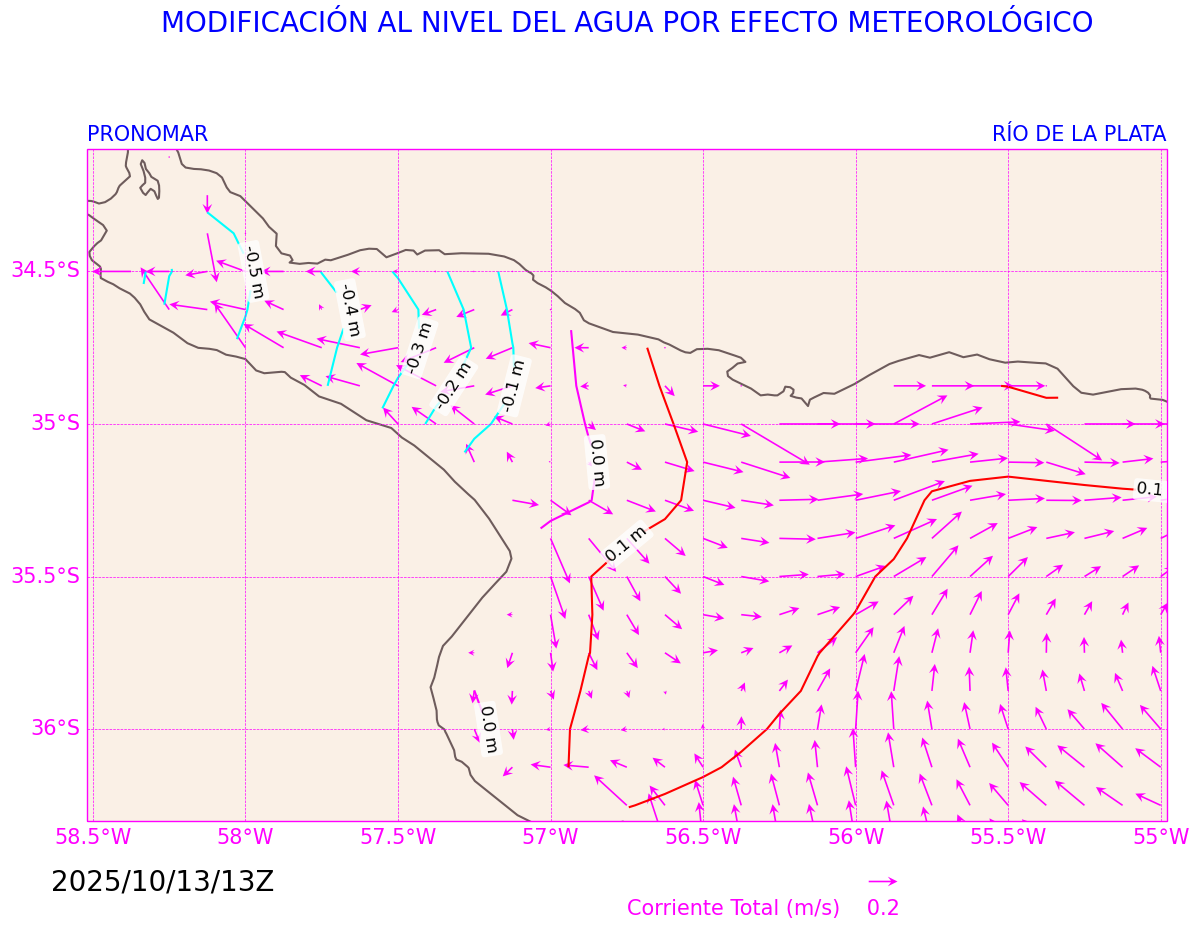 MODIFICACIÓN AL NIVEL DEL AGUA POR EFECTO METEOROLÓGICO
PRONOMAR
RÍO DE LA PLATA
-0.5 m
-0.4 m
-0.3 m
-0.2 m
-0.1 m
0.0 m
0.1 m
0.1
0.0 m
34.5°S
35°S
35.5°S
36°S
58.5°W 58°W 57.5°W 57°W 56.5°W 56°W 55.5°W 55°W
2025/10/13/13Z
Corriente Total (m/s) 0.2